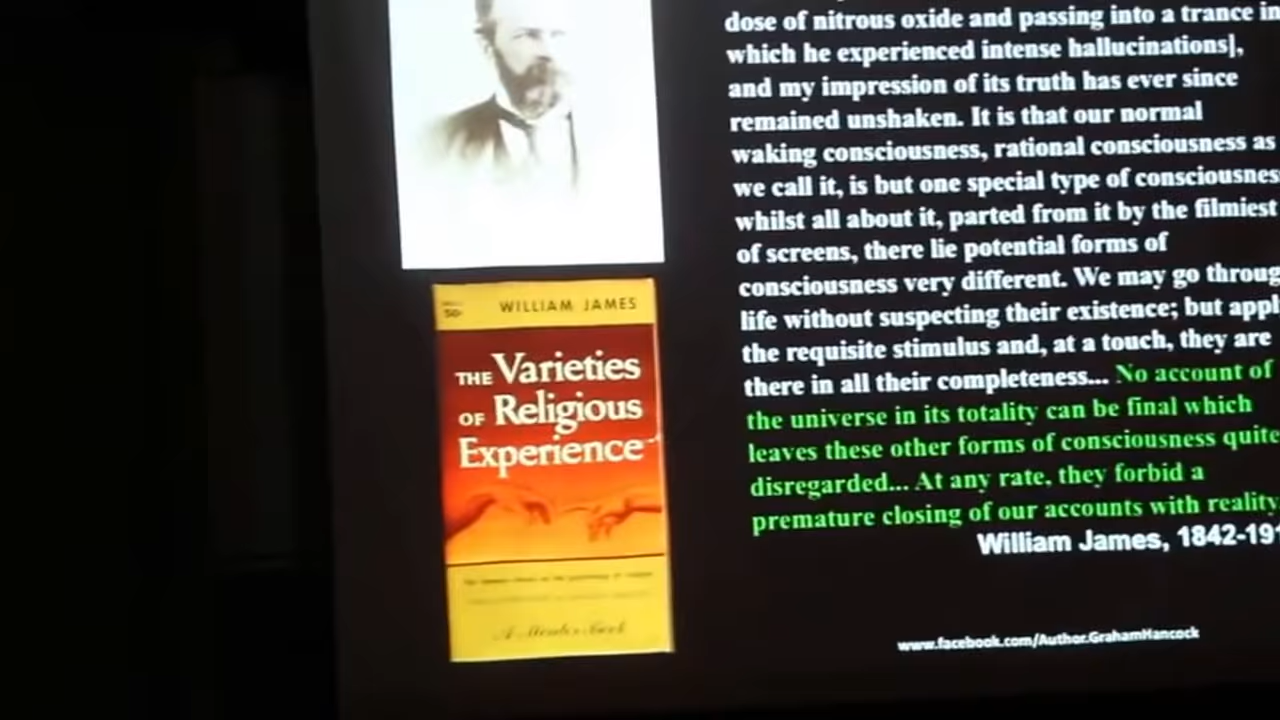 WILLIAM JAMES
50¢
THE Varieties
OF Religious
Experience
A Mentor Book
dose of nitrous oxide and passing into a trance in
which he experienced intense hallucinations],
and my impression of its truth has ever since
remained unshaken. It is that our normal
waking consciousness, rational consciousness as
we call it, is but one special type of consciousnes
whilst all about it, parted from it by the filmiest
of screens, there lie potential forms of
consciousness very different. We may go throug
life without suspecting their existence; but appl
the requisite stimulus and, at a touch, they are
there in all their completeness... No account of
the universe in its totality can be final which
leaves these other forms of consciousness quite
disregarded... At any rate, they forbid a
premature closing of our accounts with reality
William James, 1842-191
www.facebook.com/Author.GrahamHancock